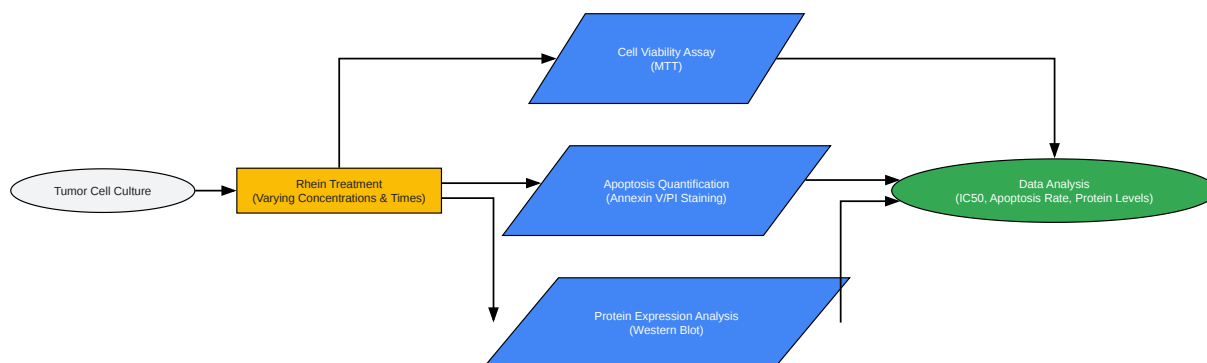 Cell Viability Assay
(MTT)
Tumor Cell Culture
Rhein Treatment
(Varying Concentrations & Times)
Apoptosis Quantification
(Annexin V/PI Staining)
Data Analysis
(IC50, Apoptosis Rate, Protein Levels)
Protein Expression Analysis
(Western Blot)